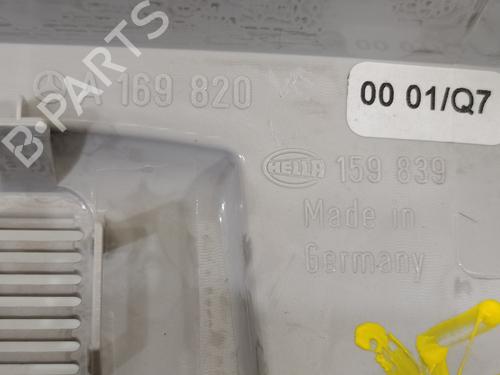 A 169 820
00 01/Q7
HELLA 159 839
Made in
Germany
B-PARTS